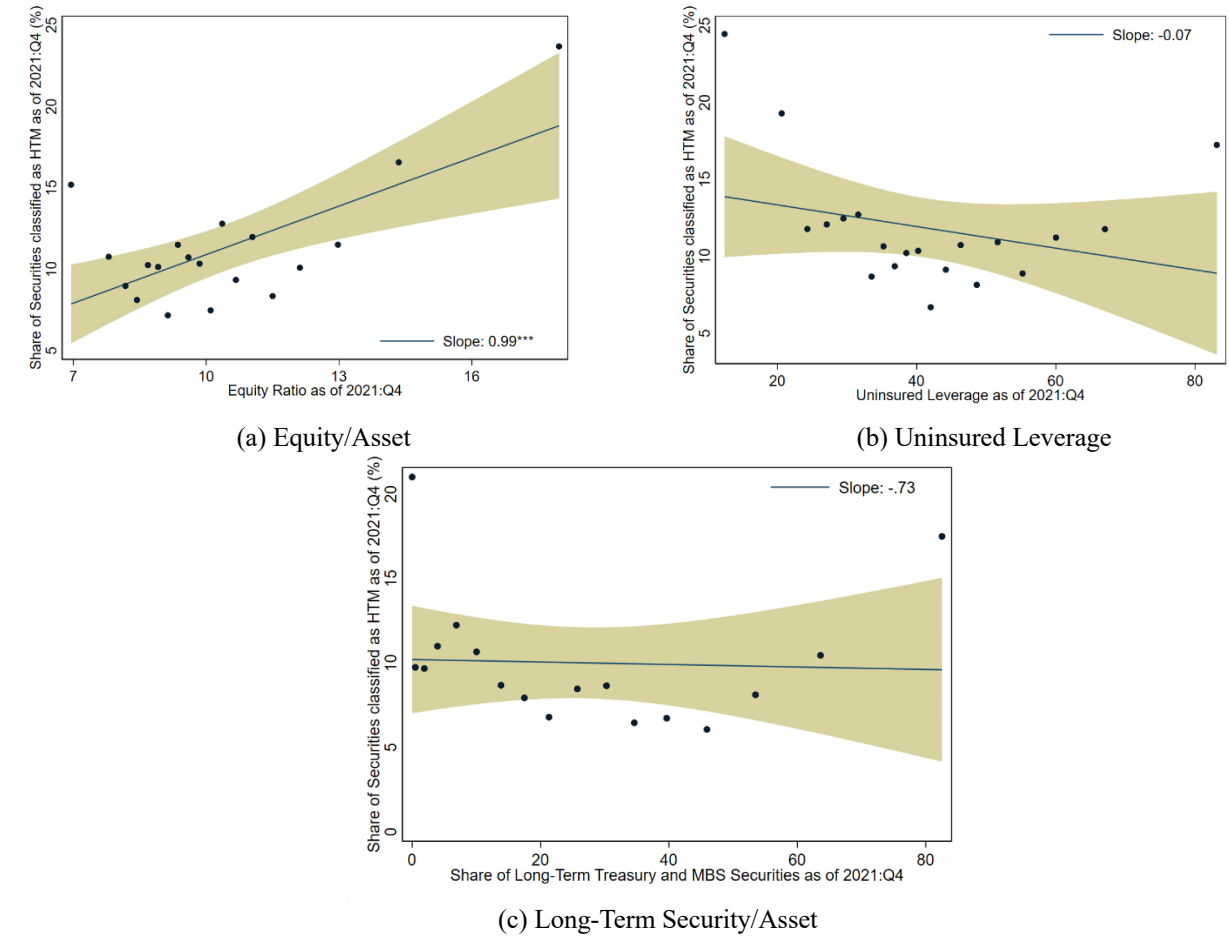 Share of Securities classified as HTM as of 2021:Q4 (%)
25
20
15
10
5
Slope: 0.99***
7
10
13
16
Equity Ratio as of 2021:Q4
(a) Equity/Asset
Share of Securities classified as HTM as of 2021:Q4 (%)
25
20
15
10
5
Slope: -0.07
20
40
60
80
Uninsured Leverage as of 2021:Q4
(b) Uninsured Leverage
Share of Securities classified as HTM as of 2021:Q4 (%)
20
15
10
5
0
Slope: -.73
0
20
40
60
80
Share of Long-Term Treasury and MBS Securities as of 2021:Q4
(c) Long-Term Security/Asset